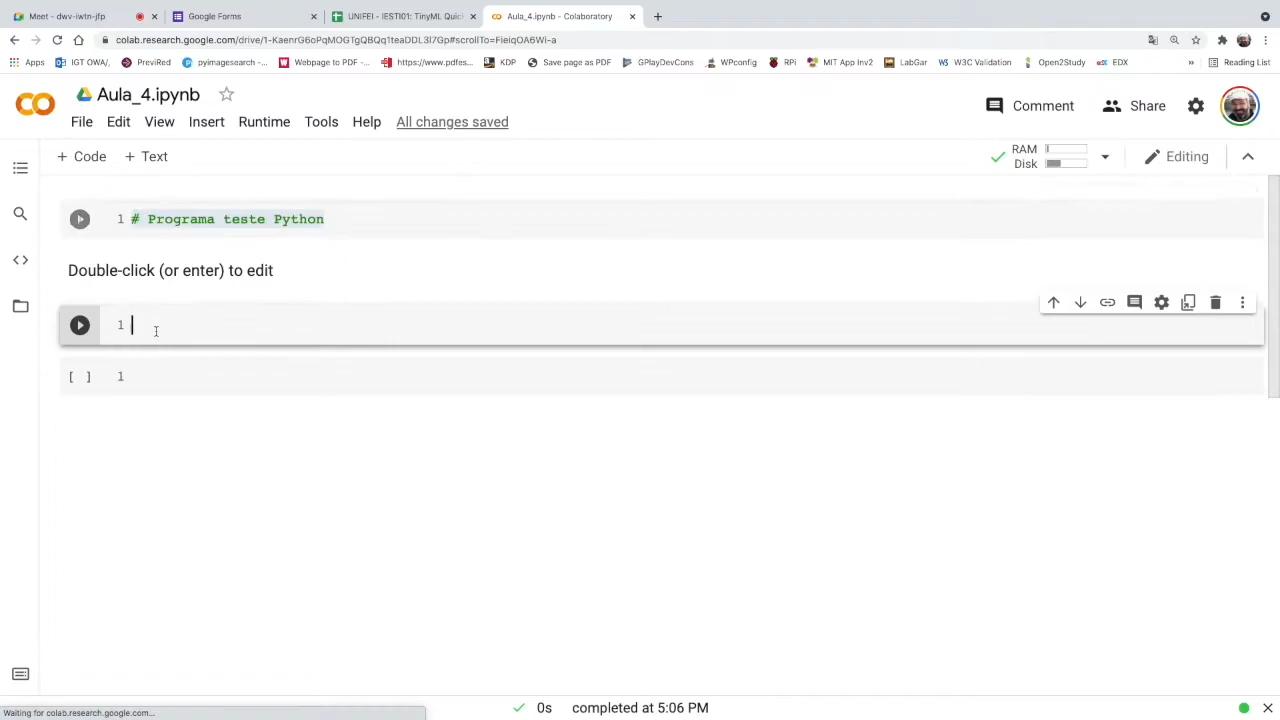 Meet - dwv-iwtn-jfp
Google Forms
UNIFEI - IESTI01: TinyML Quic
Aula_4.ipynb - Colaboratory
colab.research.google.com/drive/1-KaenrG6oPqMOGTgQBQq1teaDDL3I7Gp#scrollTo=FieiqOA6Wi-a
Apps
IGT OWA/,
PreviRed
pyimagesearch -...
Webpage to PDF -...
https://www.pdfes...
KDP
Save page as PDF
GPlayDevCons
WPconfig
RPi
MIT App Inv2
LabGar
W3C Validation
Open2Study
EDX
»
Reading List
Aula_4.ipynb
File Edit View Insert Runtime Tools Help All changes saved
Comment
Share
+ Code + Text
RAM
Disk
Editing
1 # Programa teste Python
Double-click (or enter) to edit
1
[ ] 1
0s completed at 5:06 PM
Waiting for colab.research.google.com...